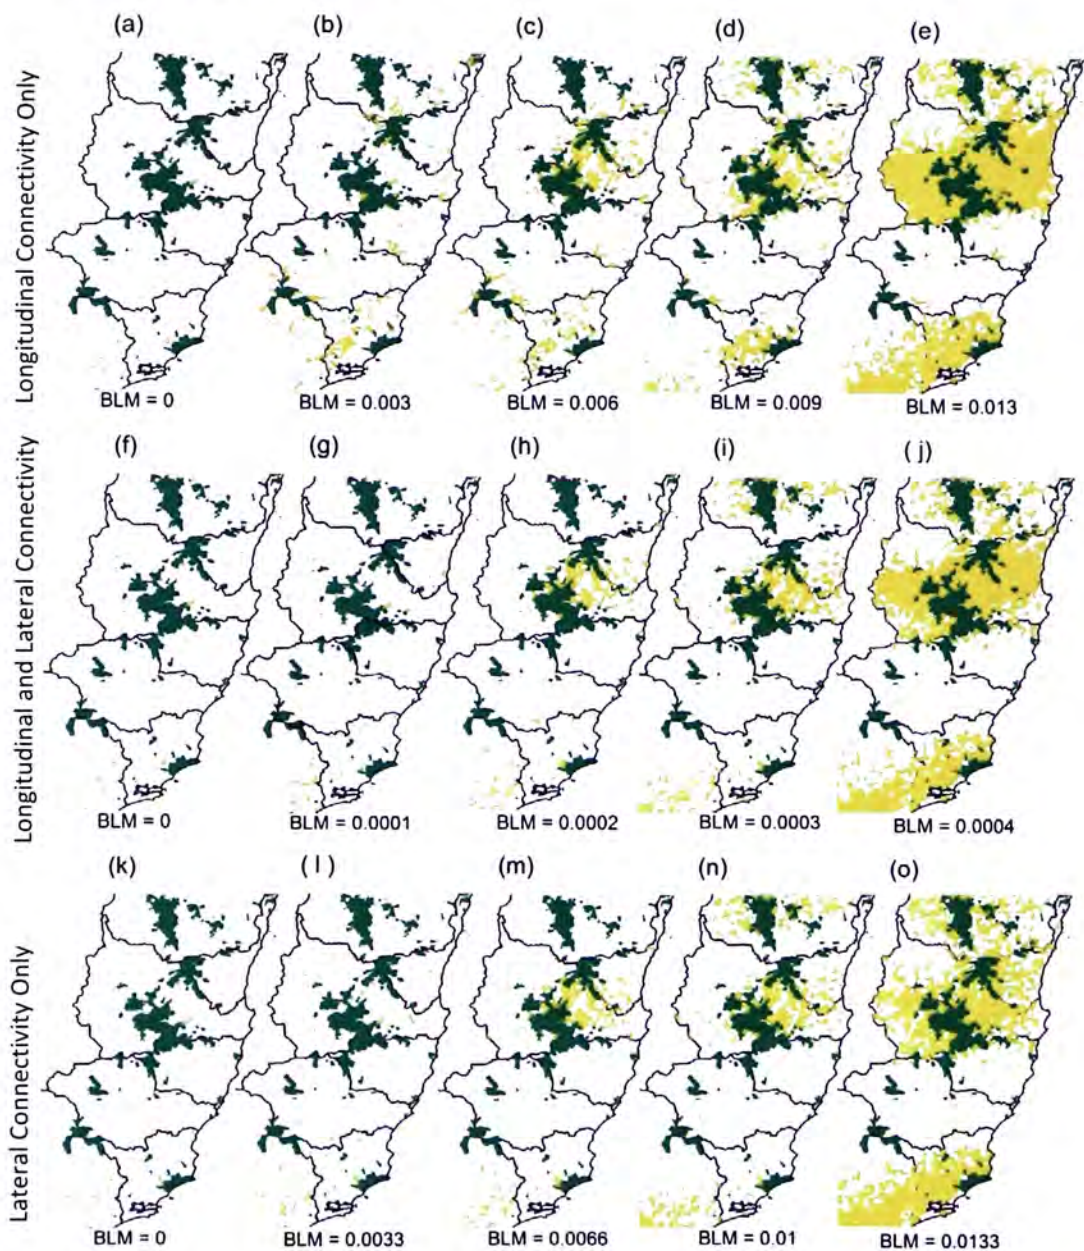 (a) (b) (c) (d) (e)
Longitudinal Connectivity Only
BLM = 0 BLM = 0.003 BLM = 0.006 BLM = 0.009 BLM = 0.013
(f) (g) (h) (i) (j)
Longitudinal and Lateral Connectivity
BLM = 0 BLM = 0.0001 BLM = 0.0002 BLM = 0.0003 BLM = 0.0004
(k) (l) (m) (n) (o)
Lateral Connectivity Only
BLM = 0 BLM = 0.0033 BLM = 0.0066 BLM = 0.01 BLM = 0.0133